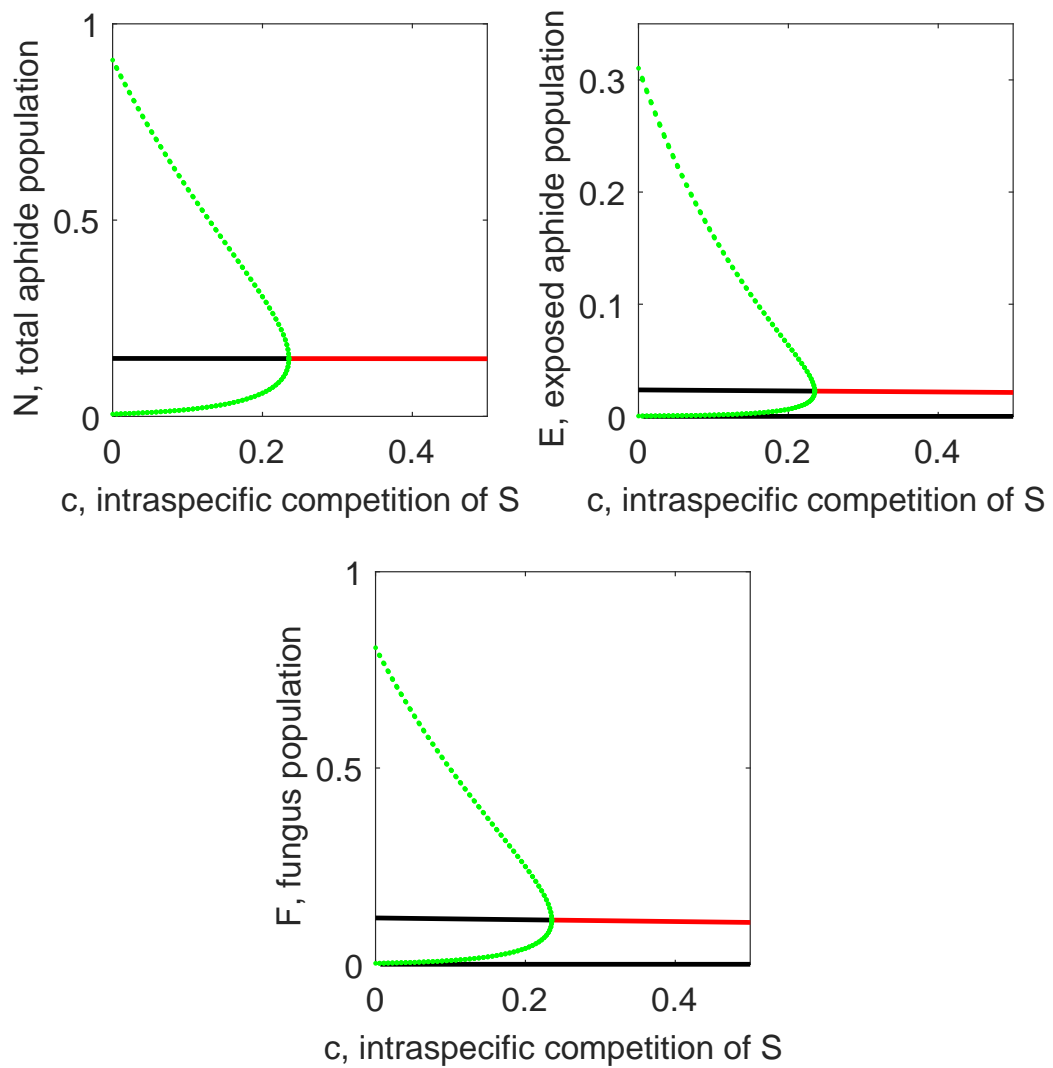 1
0.5
0
0 0.2 0.4
N, total aphide population
c, intraspecific competition of S
0.3
0.2
0.1
0
0 0.2 0.4
E, exposed aphide population
c, intraspecific competition of S
1
0.5
0
0 0.2 0.4
F, fungus population
c, intraspecific competition of S